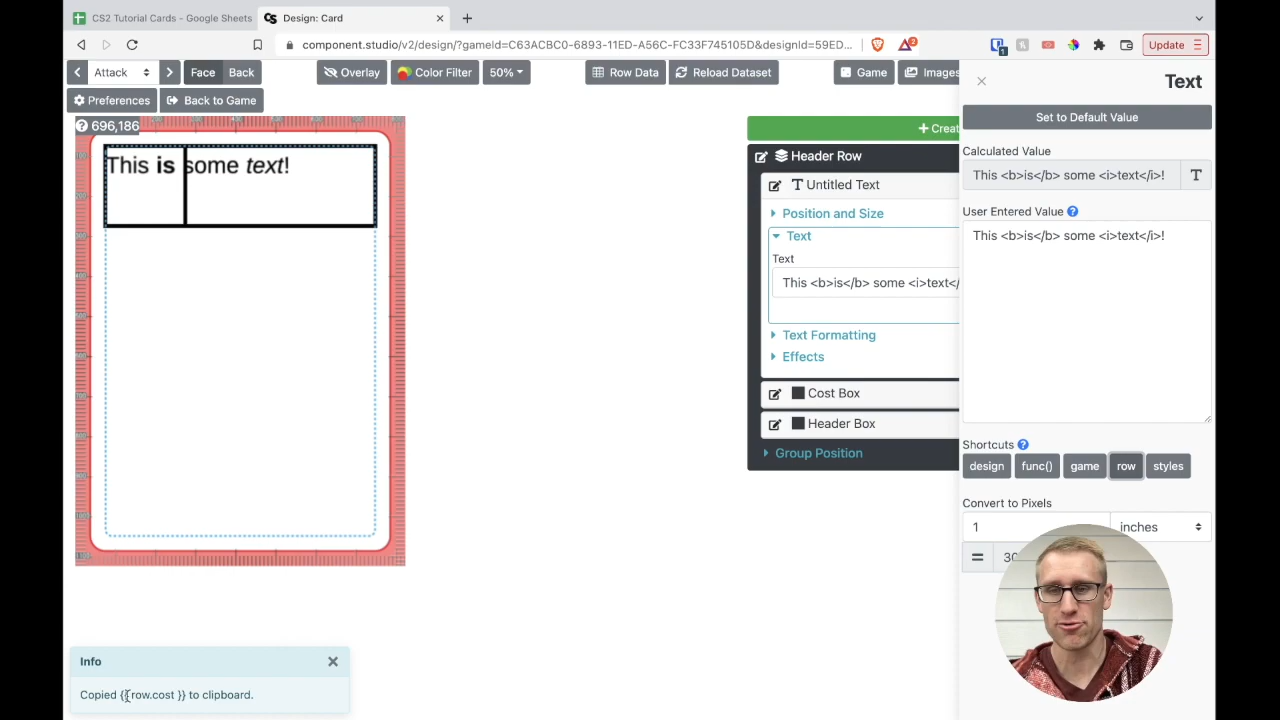 CS2 Tutorial Cards - Google Sheets
Design: Card
component.studio/v2/design/?gameId=C63ACBC0-6893-11ED-A56C-FC33F745105D&designId=59ED...
2
1
Update
Attack
Face
Back
Overlay
Color Filter
50%
Row Data
Reload Dataset
Game
Images
Preferences
Back to Game
696,186
This is some text!
Creat
Header Row
Untitled Text
Position and Size
Text
Text
This <b>is</b> some <i>text</
Text Formatting
Effects
Cost Box
Header Box
Group Position
Text
Set to Default Value
Calculated Value
This <b>is</b> some <i>text</i>!
User Entered Value
This <b>is</b> some <i>text</i>!
Shortcuts
design
func()
game
row
styles
Convert to Pixels
1
inches
=
30
Info
Copied {{ row.cost }} to clipboard.